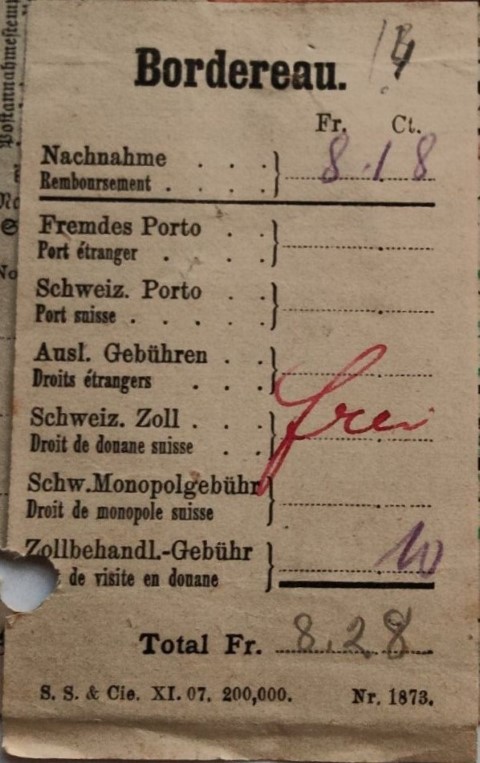 Bordereau.
Fr. Ct.
Nachnahme . . . } 8.18
Remboursement . . . .
Fremdes Porto . . }
Port étranger . . .
Schweiz. Porto . . }
Port suisse . . . . .
Ausl. Gebühren . . }
Droits étrangers . . .
Schweiz. Zoll . . . } frei
Droit de douane suisse . .
Schw. Monopolgebühr }
Droit de monopole suisse
Zollbehandl.-Gebühr } 10
de visite en douane
Total Fr. 8.28
S. S. & Cie. XI. 07. 200,000. Nr. 1873.